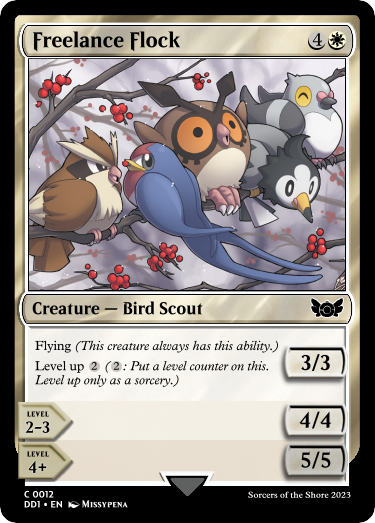 Freelance Flock 4
Creature — Bird Scout
Flying (This creature always has this ability.)
Level up 2 (2: Put a level counter on this.
Level up only as a sorcery.)
3/3
LEVEL
2-3
4/4
LEVEL
4+
5/5
C 0012
DD1 • EN Missypena
Sorcers of the Shore 2023